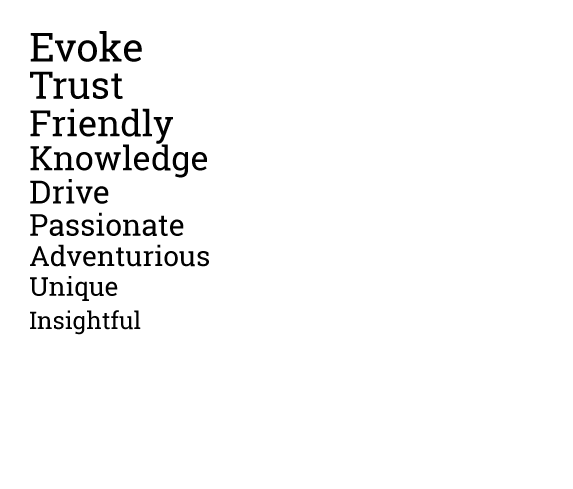 Evoke
Trust
Friendly
Knowledge
Drive
Passionate
Adventurious
Unique
Insightful